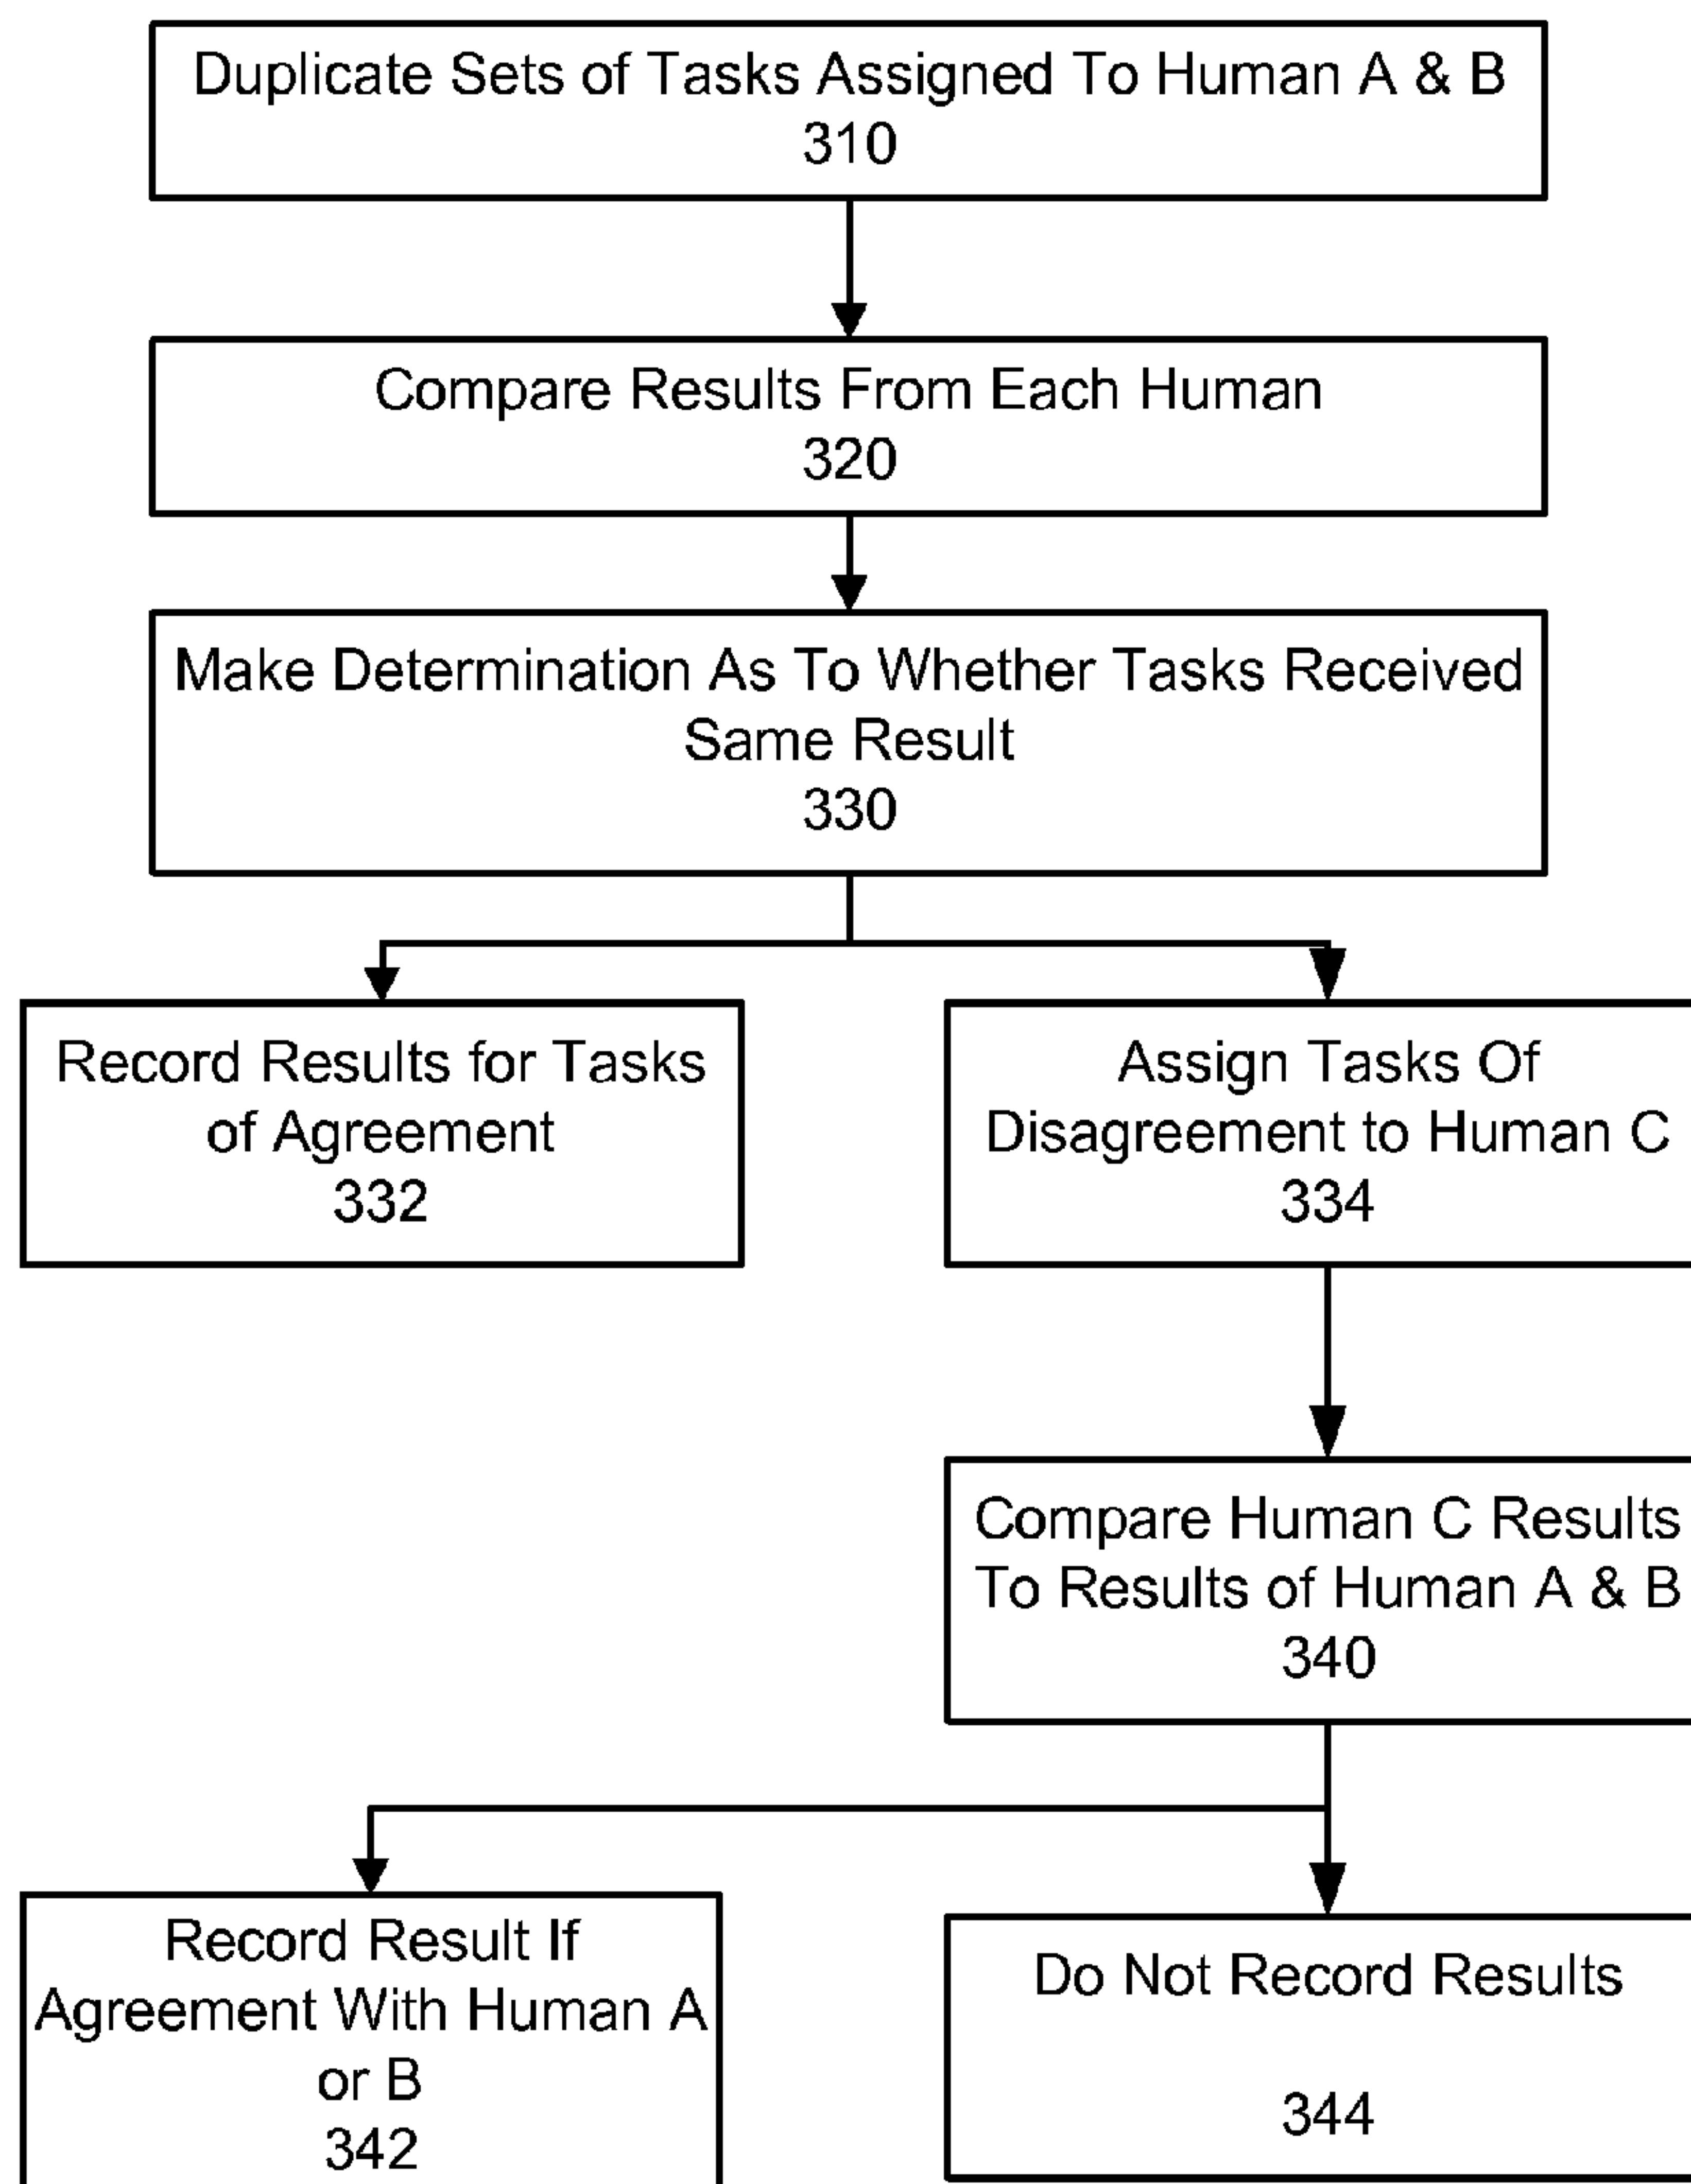 Duplicate Sets of Tasks Assigned To Human A & B
310
Compare Results From Each Human
320
Make Determination As To Whether Tasks Received
Same Result
330
Record Results for Tasks
of Agreement
332
Assign Tasks Of
Disagreement to Human C
334
Compare Human C Results
To Results of Human A & B
340
Record Result If
Agreement With Human A
or B
342
Do Not Record Results
344